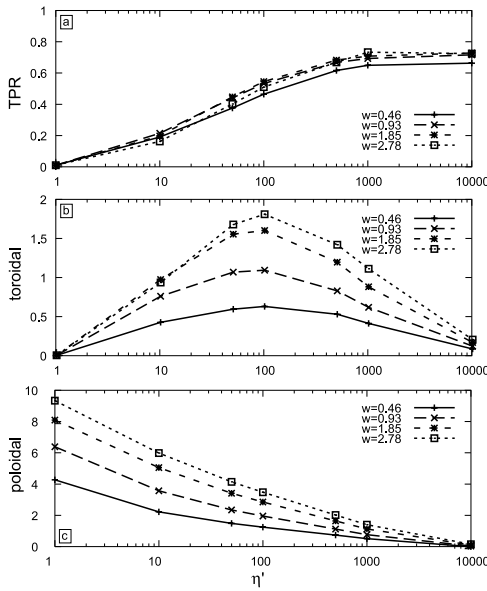 1
a
0.8
0.6
TPR
0.4
w=0.46
w=0.93
0.2
w=1.85
w=2.78
0
1 10 100 1000 10000
2
b
w=0.46
w=0.93
1.5
w=1.85
w=2.78
toroidal
1
0.5
0
1 10 100 1000 10000
10
w=0.46
w=0.93
8
w=1.85
w=2.78
6
poloidal
4
2
c
0
1 10 100 1000 10000
η'